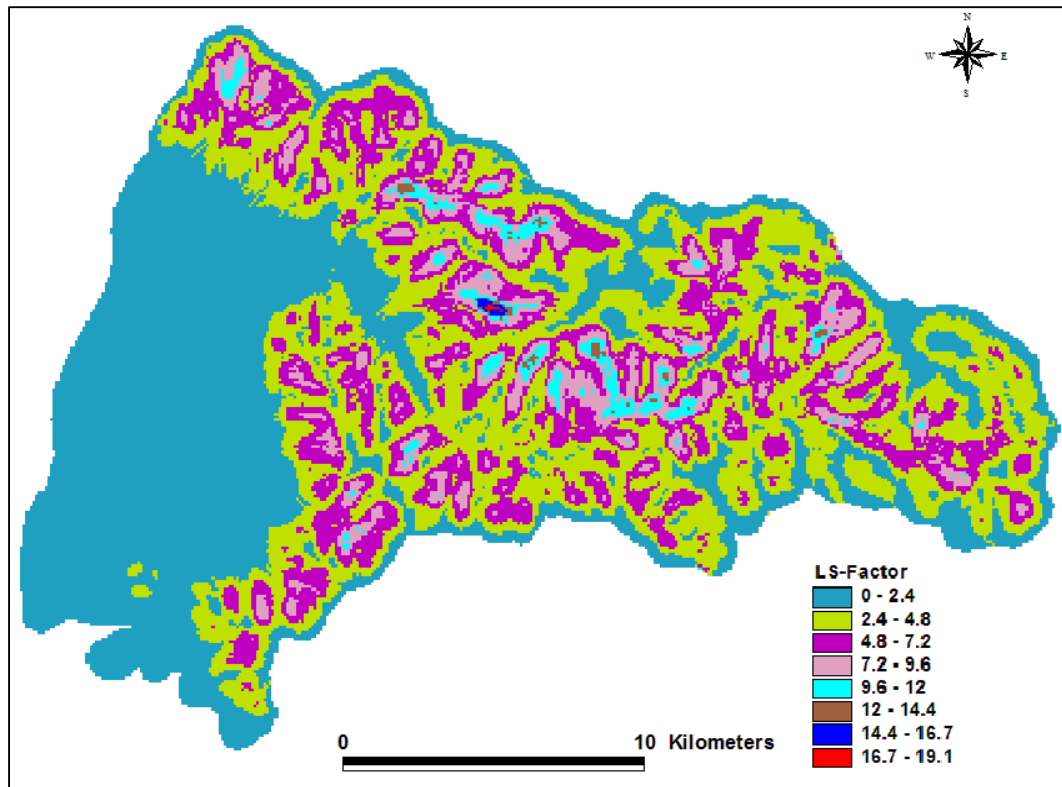 N
W E
S
LS-Factor
0 - 2.4
2.4 - 4.8
4.8 - 7.2
7.2 - 9.6
9.6 - 12
12 - 14.4
14.4 - 16.7
16.7 - 19.1
0 10 Kilometers